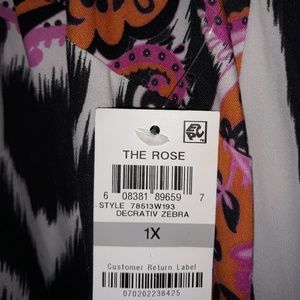 THE ROSE
6 08381 89659 7
STYLE 78513W193
DECRATIV ZEBRA
1X
Customer Return Label
070202238425